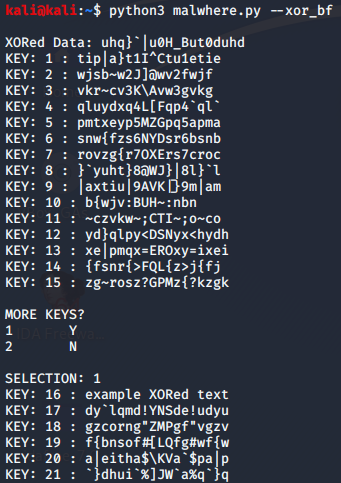 kali@kali:~$ python3 malwhere.py --xor_bf
XORed Data: uhq}`|u0H_But0duhd
KEY: 1 : tip|a}t1I^Ctu1etie
KEY: 2 : wjsb~w2J]@wv2fwjf
KEY: 3 : vkr~cv3K\Avw3gvkg
KEY: 4 : qluydxq4L[Fqp4`ql`
KEY: 5 : pmtxeyp5MZGpq5apma
KEY: 6 : snw{fzs6NYDsr6bsnb
KEY: 7 : rovzg{r7OXErs7croc
KEY: 8 : }`yuht}8@WJ}|8l}`l
KEY: 9 : |axtiu|9AVK|}9m|am
KEY: 10 : b{wjv:BUH~:nbn
KEY: 11 : ~czvkw~;CTI~;o~co
KEY: 12 : yd}qlpy<DSNyx<hydh
KEY: 13 : xe|pmqx=EROxy=ixei
KEY: 14 : {fsnr{>FQL{z>j{fj
KEY: 15 : zg~rosz?GPMz{?kzgk
MORE KEYS?
1 Y
2 N
SELECTION: 1
KEY: 16 : example XORed text
KEY: 17 : dy`lqmd!YNSde!udyu
KEY: 18 : gzcorng"ZMPgf"vgzv
KEY: 19 : f{bnsof#[LQfg#wf{w
KEY: 20 : a|eitha$\KVa`$pa|p
KEY: 21 : `}dhui`%]JW`a%q`}q